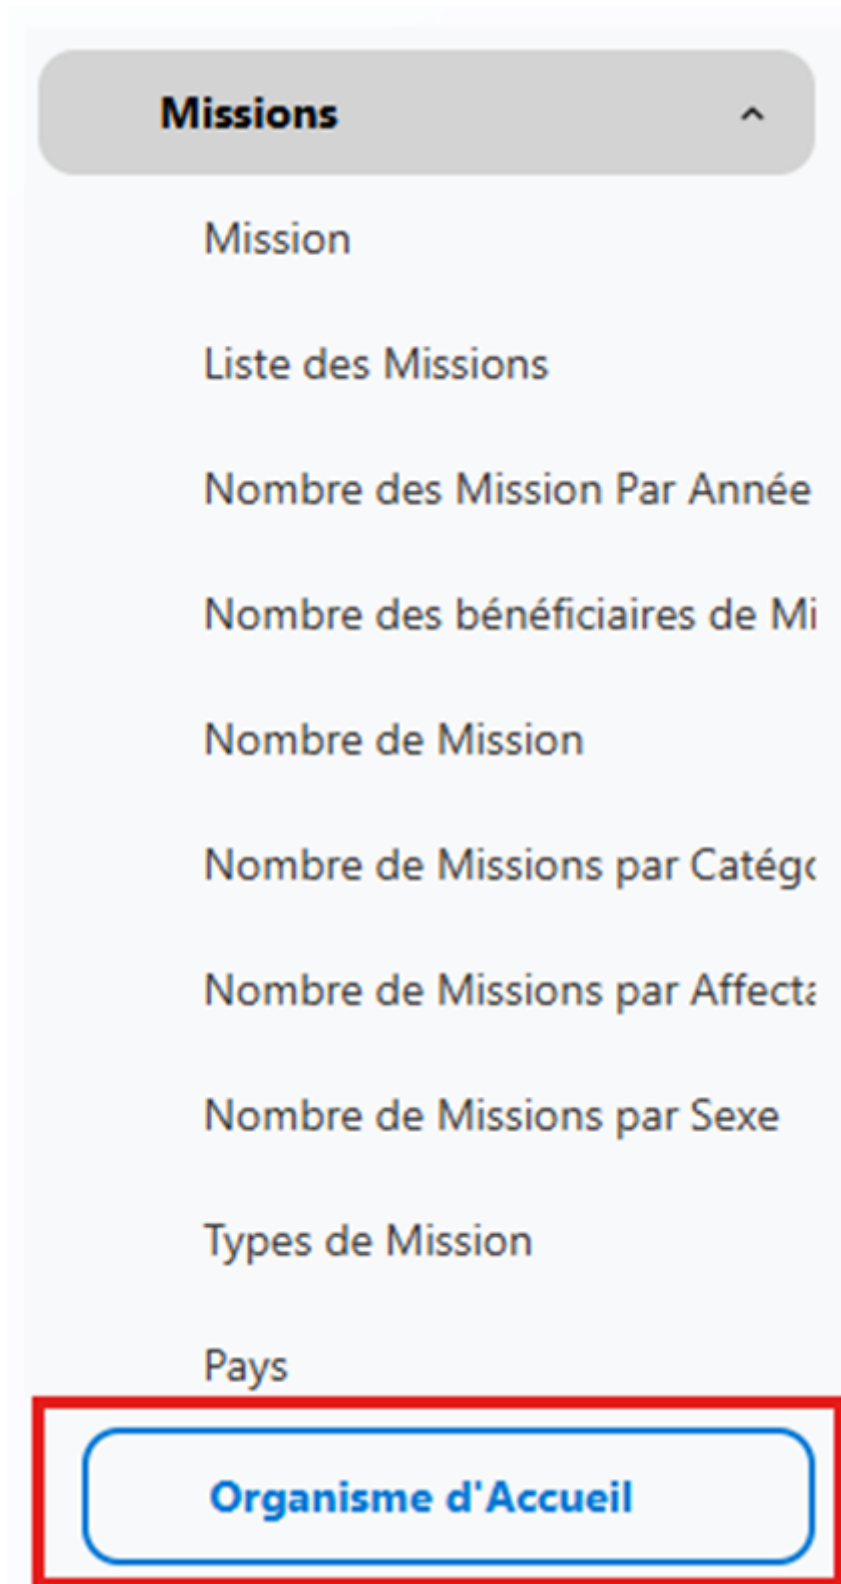 Missions
Mission
Liste des Missions
Nombre des Mission Par Année
Nombre des bénéficiaires de Mi
Nombre de Mission
Nombre de Missions par Catégo
Nombre de Missions par Affecta
Nombre de Missions par Sexe
Types de Mission
Pays
Organisme d'Accueil